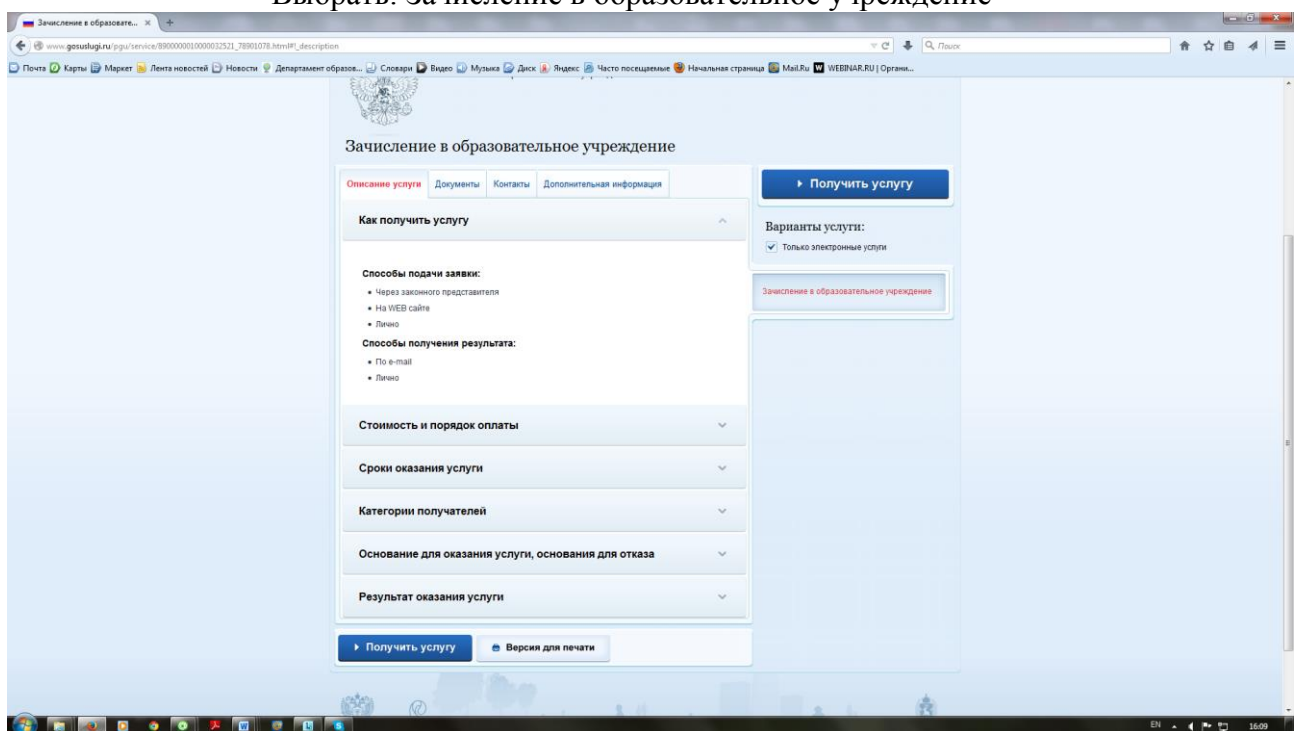 Выбрать: Зачисление в образовательное учреждение
Зачисление в образовате...
www.gosuslugi.ru/pgu/service/8900000010000032521_78901078.html#!_description
Поиск
Почта Карты Маркет Лента новостей Новости Департамент образов... Словари Видео Музыка Диск Яндекс Часто посещаемые Начальная страница Mail.Ru WEBINAR.RU | Органи...
Зачисление в образовательное учреждение
Описание услуги Документы Контакты Дополнительная информация
Получить услугу
Как получить услугу
Варианты услуги:
Только электронные услуги
Способы подачи заявки:
Через законного представителя
Зачисление в образовательное учреждение
На WEB сайте
Лично
Способы получения результата:
По e-mail
Лично
Стоимость и порядок оплаты
Сроки оказания услуги
Категории получателей
Основание для оказания услуги, основания для отказа
Результат оказания услуги
Получить услугу Версия для печати
EN 16:09